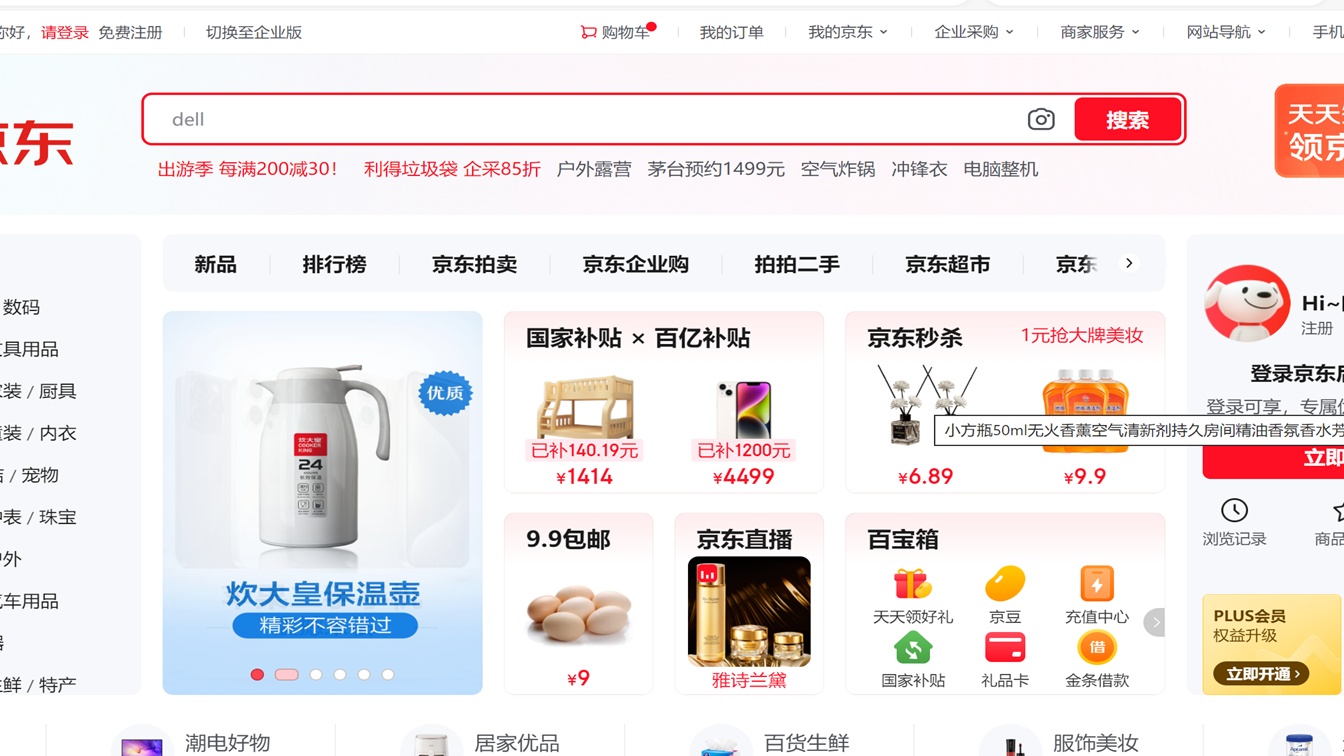 你好，请登录 免费注册 切换至企业版 购物车 我的订单 我的京东 企业采购 商家服务 网站导航 手机
京东
dell 搜索
出游季 每满200减30！ 利得垃圾袋 企采85折 户外露营 茅台预约1499元 空气炸锅 冲锋衣 电脑整机
天天
领京
新品 排行榜 京东拍卖 京东企业购 拍拍二手 京东超市 京东
数码
具用品
装 / 厨具
装 / 内衣
/ 宠物
表 / 珠宝
外
车用品
鲜 / 特产
优质
炊大皇
COOKER
KING
24
炊大皇保温壶
精彩不容错过
国家补贴 × 百亿补贴
已补140.19元 已补1200元
¥1414 ¥4499
京东秒杀 1元抢大牌美妆
小方瓶50ml无火香薰空气清新剂持久房间精油香氛香水芳
¥6.89 ¥9.9
9.9包邮
¥9
京东直播
雅诗兰黛
百宝箱
天天领好礼 京豆 充值中心
借
国家补贴 礼品卡 金条借款
Hi~
注册
登录京东
登录可享，专属
立即
浏览记录 商品
PLUS会员
权益升级
立即开通 ›
潮电好物 居家优品 百货生鲜 服饰美妆